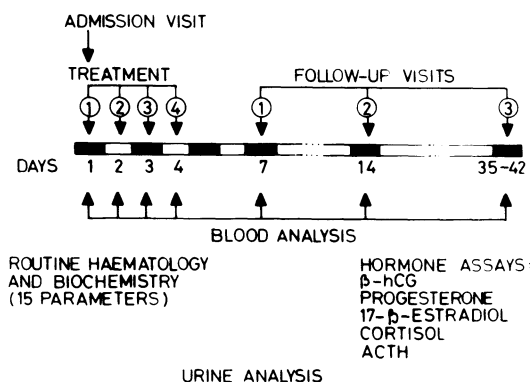 ADMISSION VISIT
TREATMENT
FOLLOW-UP VISITS
1 2 3 4 1 2 3
DAYS 1 2 3 4 7 14 35-42
BLOOD ANALYSIS
ROUTINE HAEMATOLOGY
AND BIOCHEMISTRY
(15 PARAMETERS)
HORMONE ASSAYS:
β-hCG
PROGESTERONE
17-β-ESTRADIOL
CORTISOL
ACTH
URINE ANALYSIS